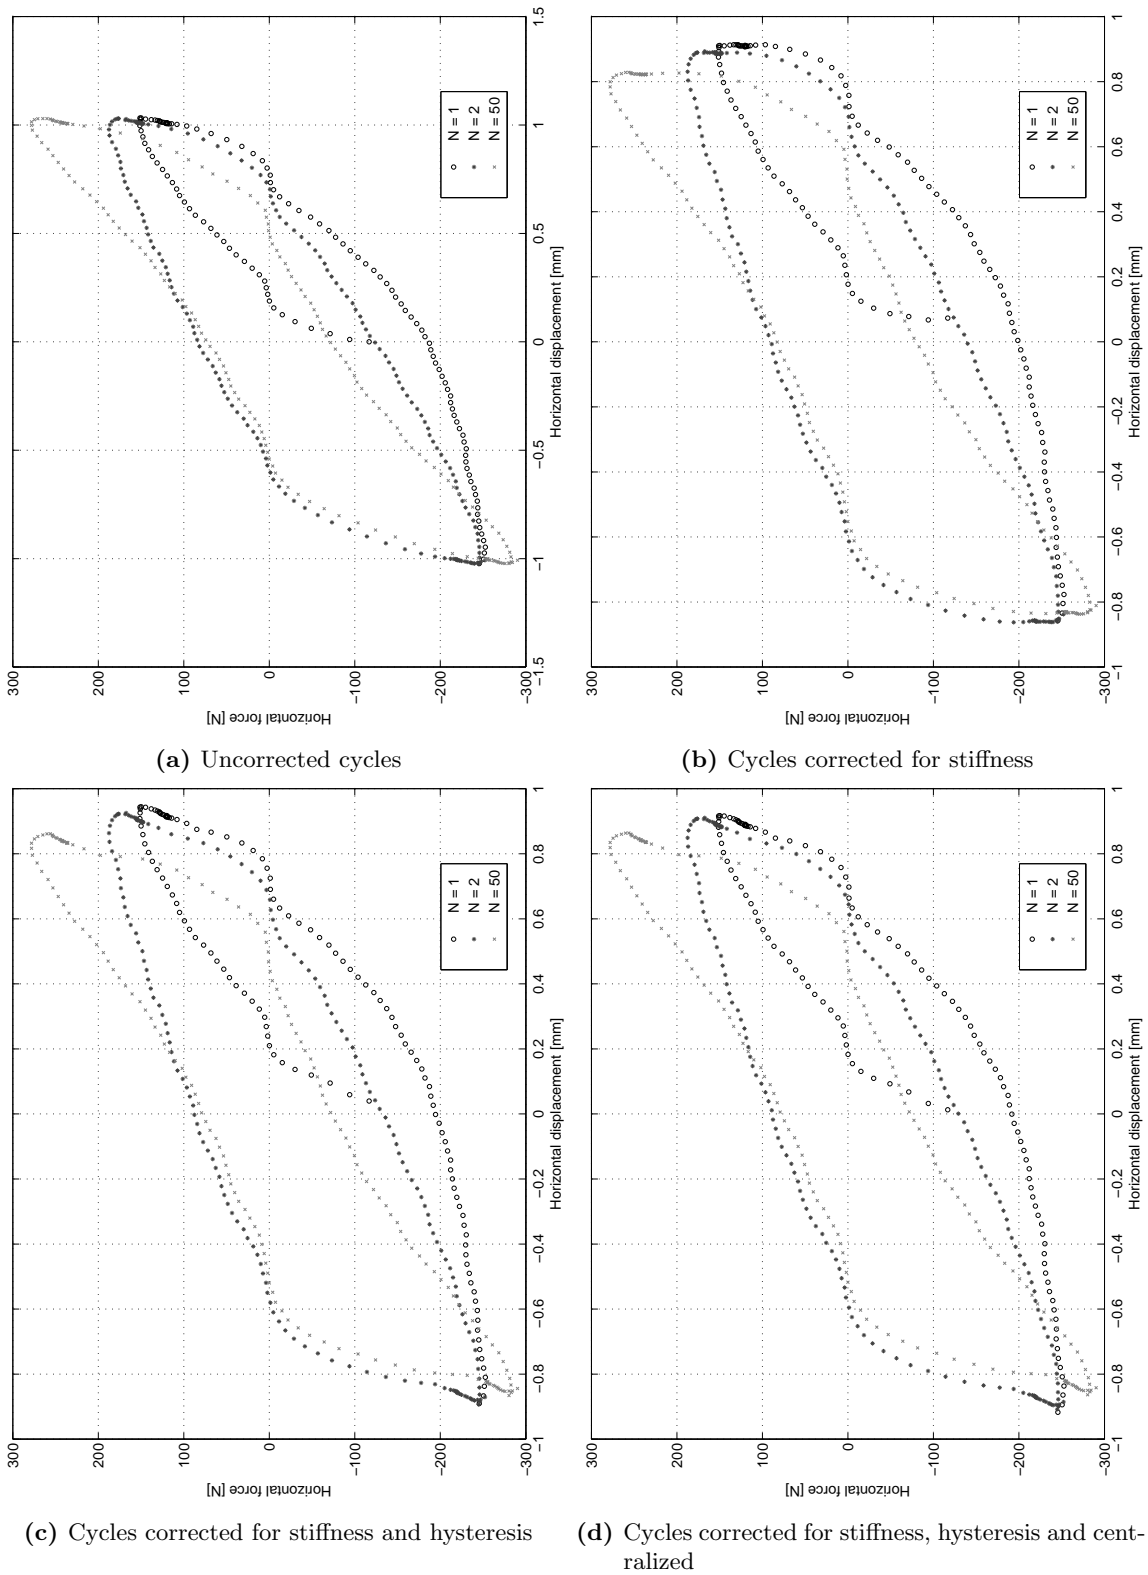 300
200
100
0
−100
−200
−300
Horizontal force [N]
N = 1
N = 2
N = 50
−1.5 −1 −0.5 0 0.5 1 1.5
Horizontal displacement [mm]
(a) Uncorrected cycles
300
200
100
0
−100
−200
−300
Horizontal force [N]
N = 1
N = 2
N = 50
−1 −0.8 −0.6 −0.4 −0.2 0 0.2 0.4 0.6 0.8 1
Horizontal displacement [mm]
(b) Cycles corrected for stiffness
300
200
100
0
−100
−200
−300
Horizontal force [N]
N = 1
N = 2
N = 50
−1 −0.8 −0.6 −0.4 −0.2 0 0.2 0.4 0.6 0.8 1
Horizontal displacement [mm]
(c) Cycles corrected for stiffness and hysteresis
300
200
100
0
−100
−200
−300
Horizontal force [N]
N = 1
N = 2
N = 50
−1 −0.8 −0.6 −0.4 −0.2 0 0.2 0.4 0.6 0.8 1
Horizontal displacement [mm]
(d) Cycles corrected for stiffness, hysteresis and cent-
ralized